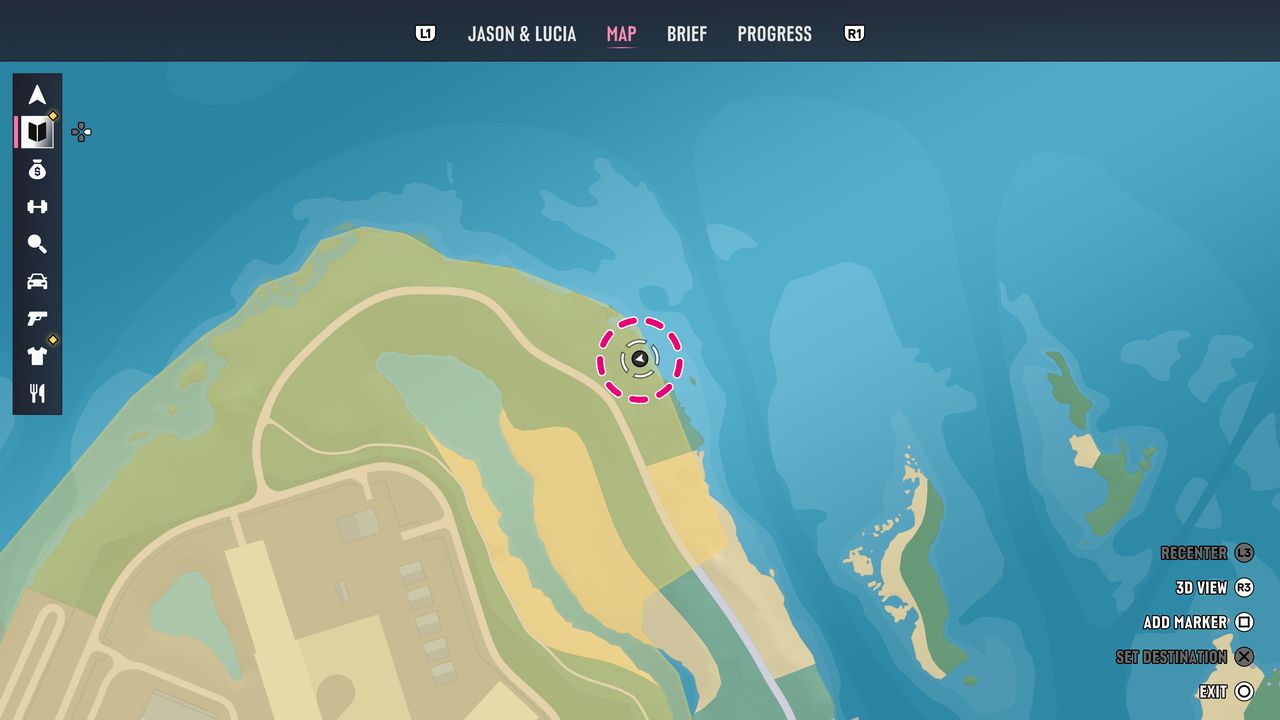 L1 JASON & LUCIA MAP BRIEF PROGRESS R1
$
RECENTER L3
3D VIEW R3
ADD MARKER
SET DESTINATION
EXIT